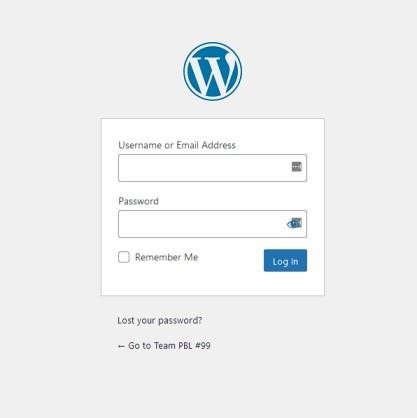 Username or Email Address
Password
Remember Me
Log In
Lost your password?
← Go to Team PBL #99